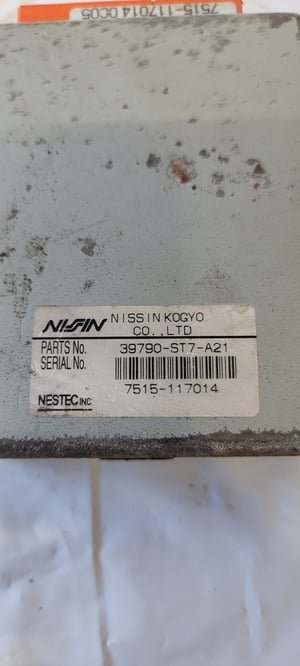 7515-117014 0C05
NISSIN NISSIN KOGYO
CO.,LTD
PARTS No. 39790-ST7-A21
SERIAL No.
7515-117014
NESTEC INC.